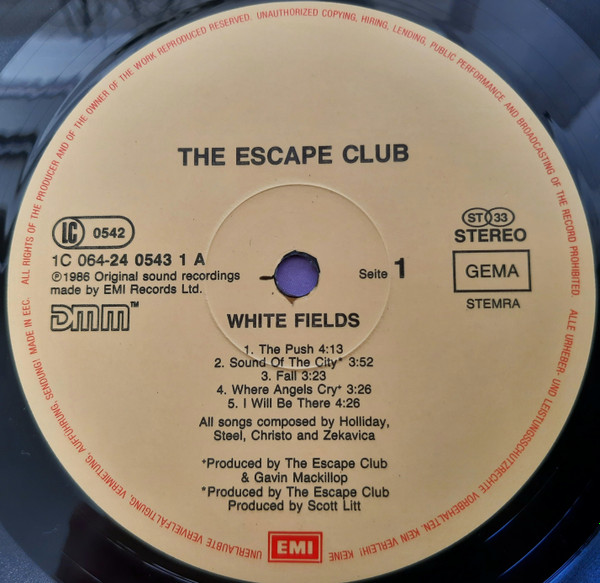 ALL RIGHTS OF THE PRODUCER AND OF THE OWNER OF THE WORK REPRODUCED RESERVED. UNAUTHORIZED COPYING, HIRING, LENDING, PUBLIC PERFORMANCE AND BROADCASTING OF THE RECORD PROHIBITED.
ALLE URHEBER- UND LEISTUNGSSCHUTZRECHTE VORBEHALTEN. KEIN VERLEIH! KEINE UNERLAUBTE VERVIELFÄLTIGUNG, VERMIETUNG, AUFFÜHRUNG, SENDUNG! MADE IN EEC.
THE ESCAPE CLUB
LC 0542
1C 064-24 0543 1 A
℗1986 Original sound recordings
made by EMI Records Ltd.
DMM™
ST 33
STEREO
Seite 1
GEMA
STEMRA
WHITE FIELDS
1. The Push 4:13
2. Sound Of The City* 3:52
3. Fall 3:23
4. Where Angels Cry+ 3:26
5. I Will Be There 4:26
All songs composed by Holliday,
Steel, Christo and Zekavica
+Produced by The Escape Club
& Gavin Mackillop
*Produced by The Escape Club
Produced by Scott Litt
EMI